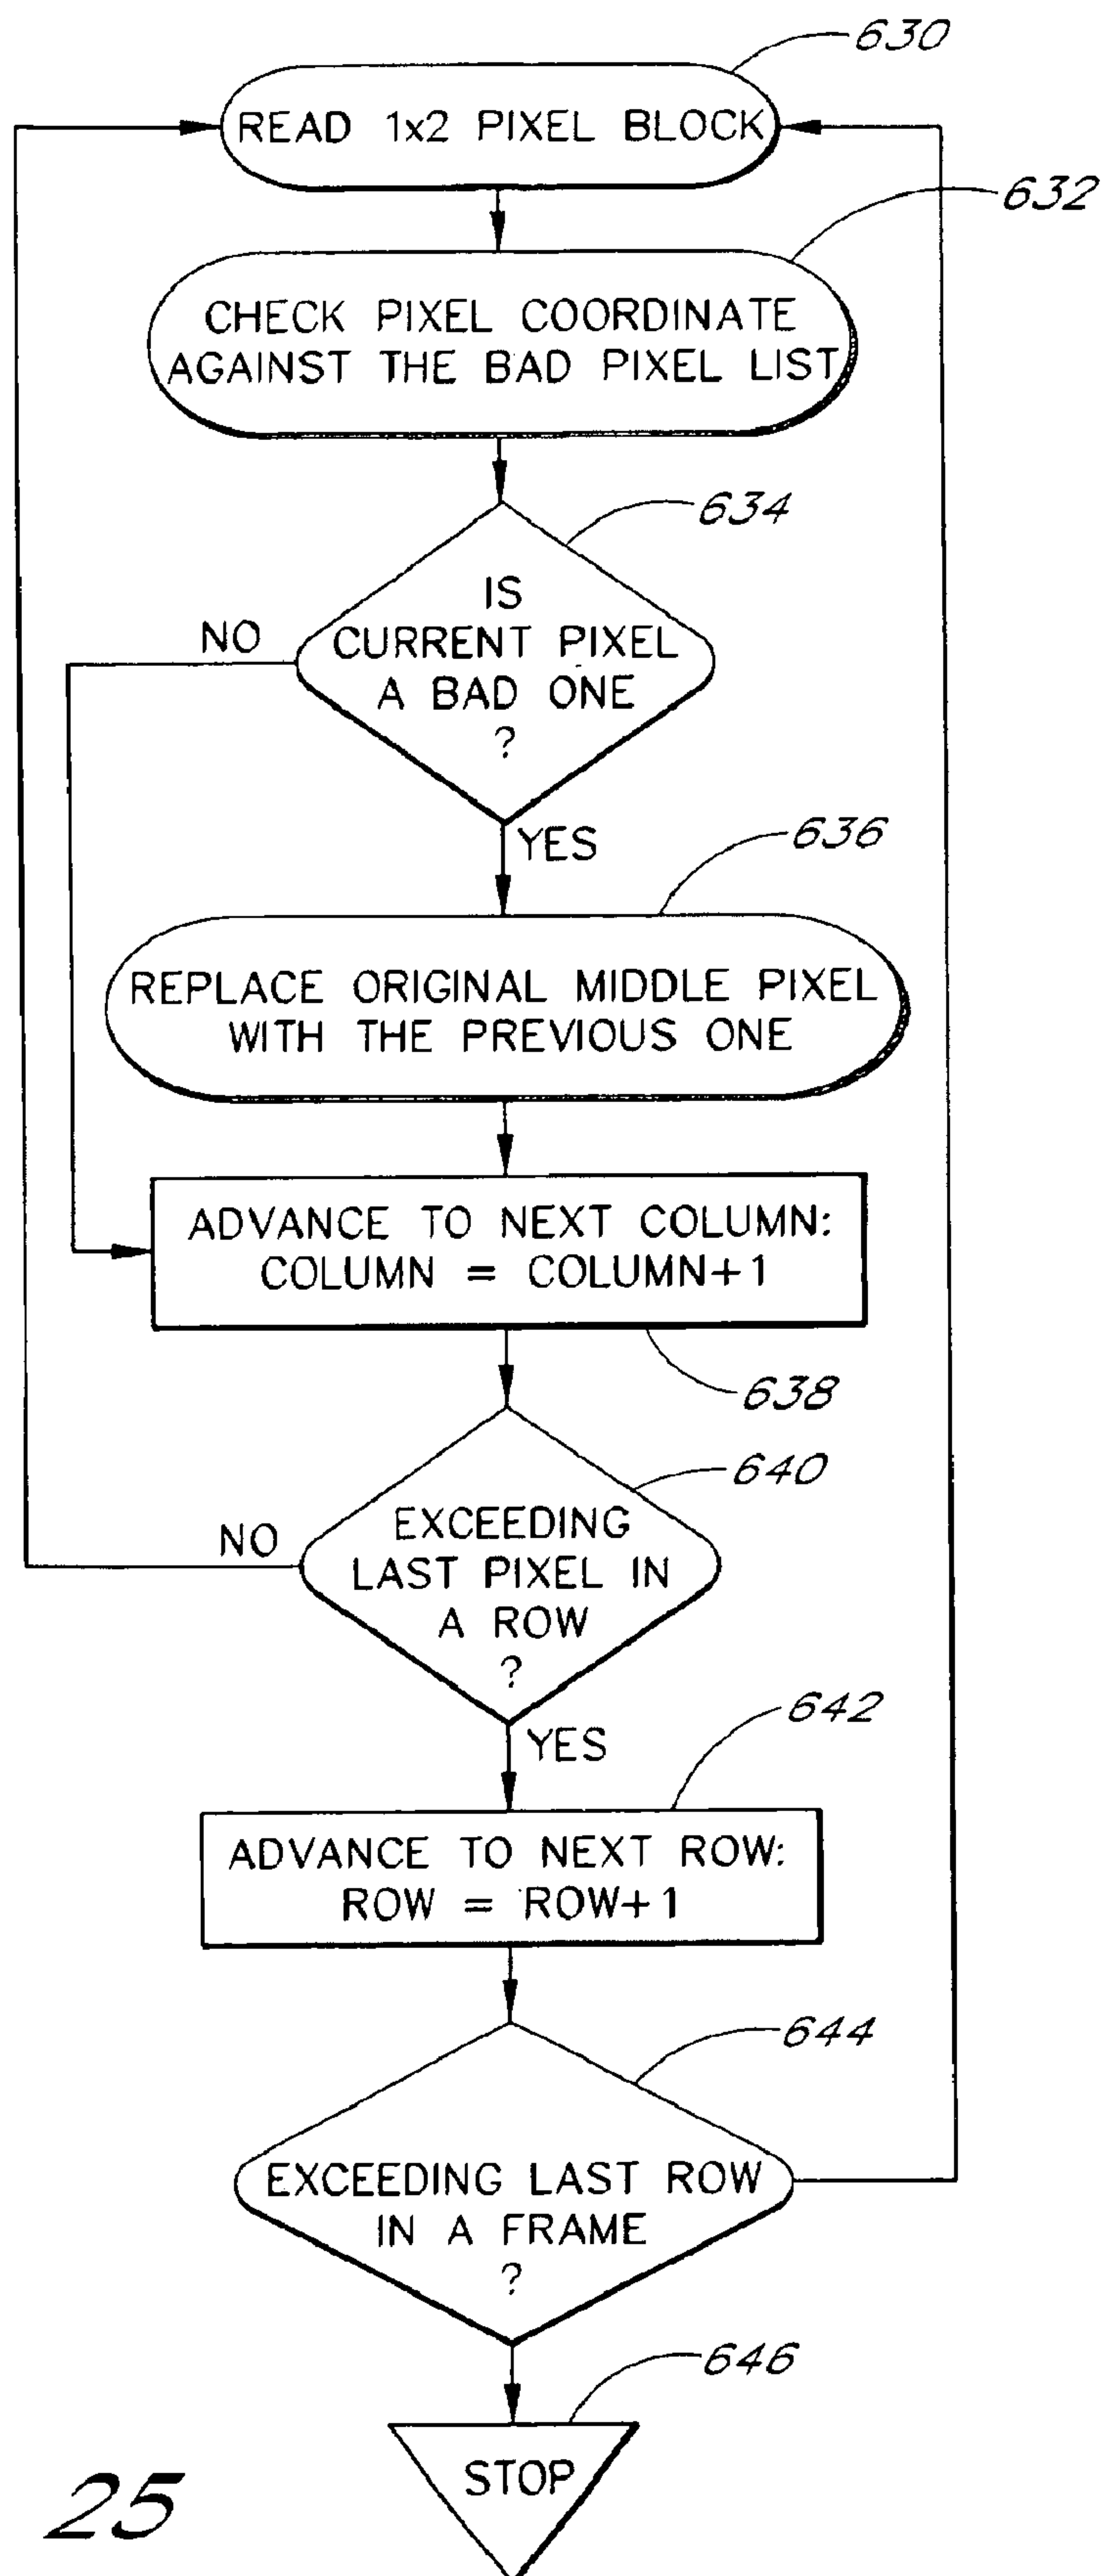 630
READ 1x2 PIXEL BLOCK
632
CHECK PIXEL COORDINATE
AGAINST THE BAD PIXEL LIST
634
IS
CURRENT PIXEL
A BAD ONE
?
NO
YES
636
REPLACE ORIGINAL MIDDLE PIXEL
WITH THE PREVIOUS ONE
ADVANCE TO NEXT COLUMN:
COLUMN = COLUMN+1
638
640
EXCEEDING
LAST PIXEL IN
A ROW
?
NO
YES
642
ADVANCE TO NEXT ROW:
ROW = ROW+1
644
EXCEEDING LAST ROW
IN A FRAME
?
646
STOP
25